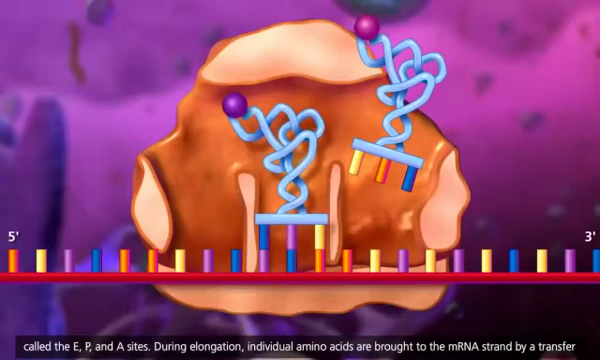 5' 3'
called the E, P, and A sites. During elongation, individual amino acids are brought to the mRNA strand by a transfer